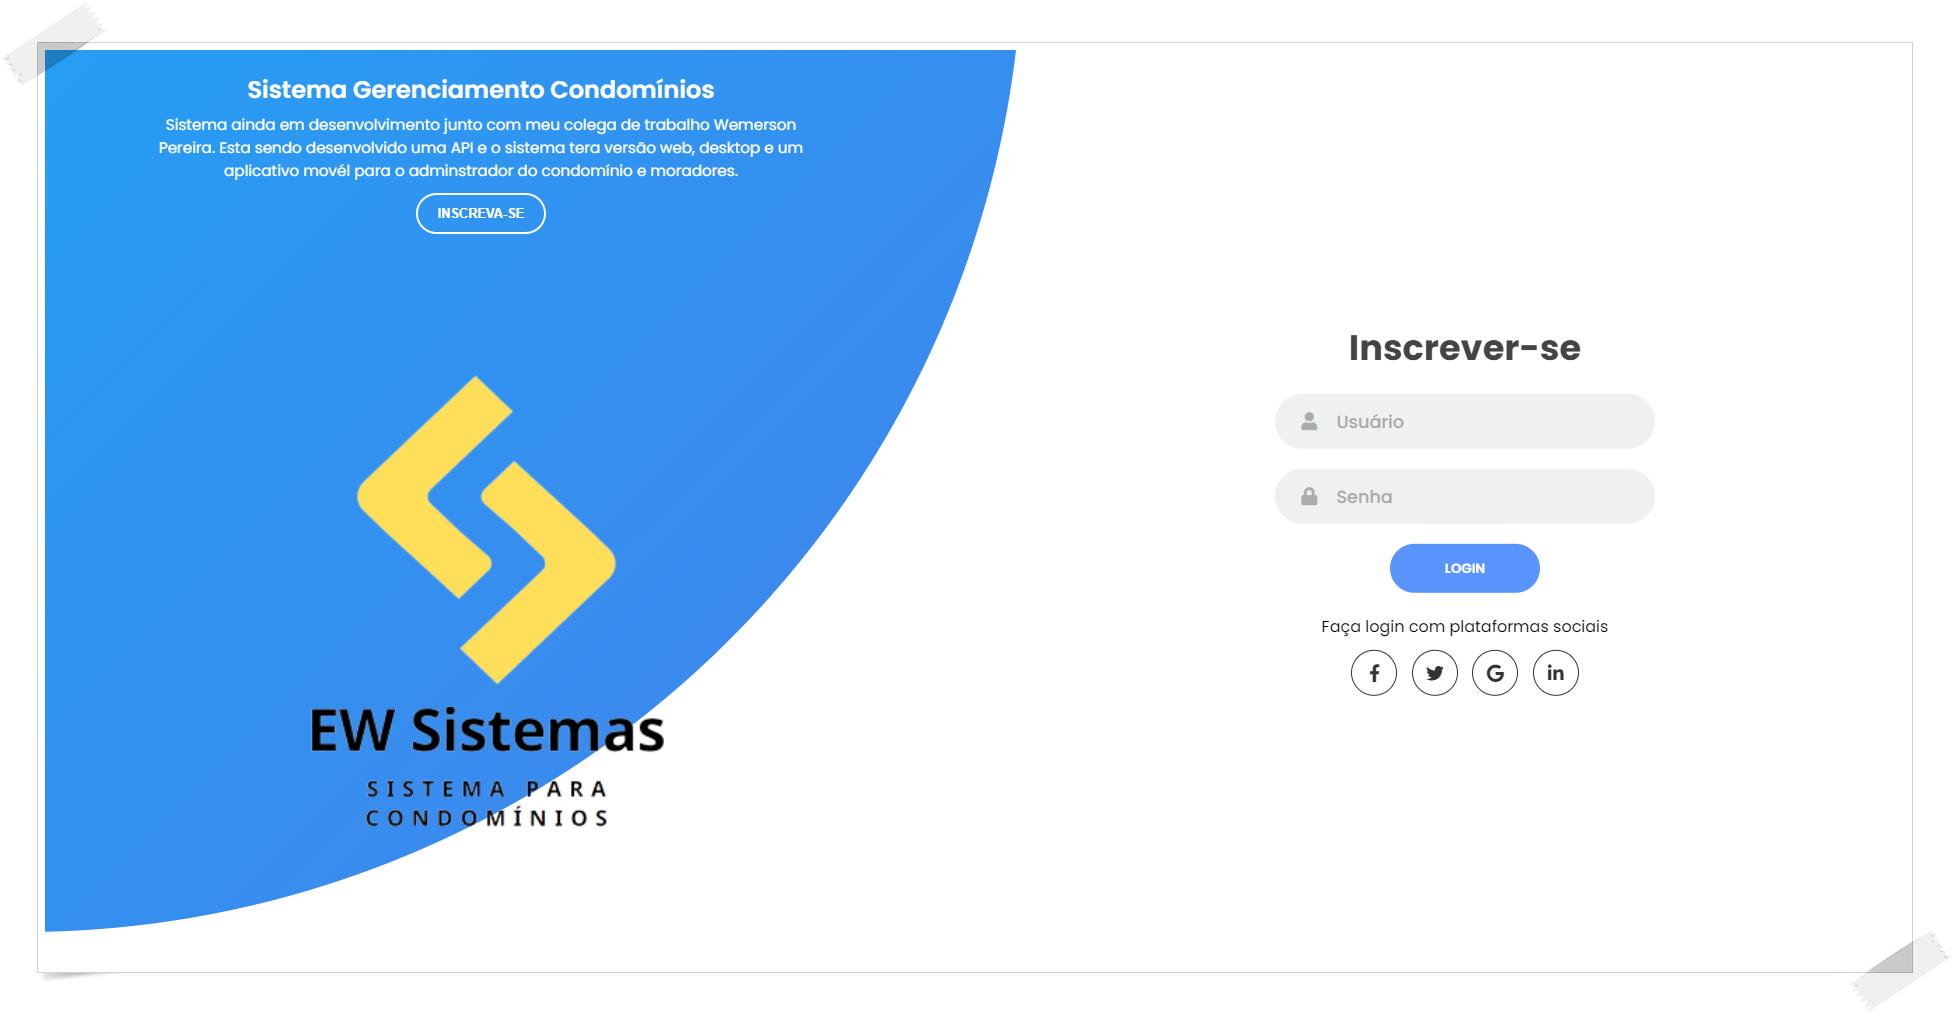 Sistema Gerenciamento Condomínios
Sistema ainda em desenvolvimento junto com meu colega de trabalho Wemerson
Pereira. Esta sendo desenvolvido uma API e o sistema tera versão web, desktop e um
aplicativo movél para o adminstrador do condomínio e moradores.
INSCREVA-SE
EW Sistemas
SISTEMA PARA
CONDOMÍNIOS
Inscrever-se
Usuário
Senha
LOGIN
Faça login com plataformas sociais